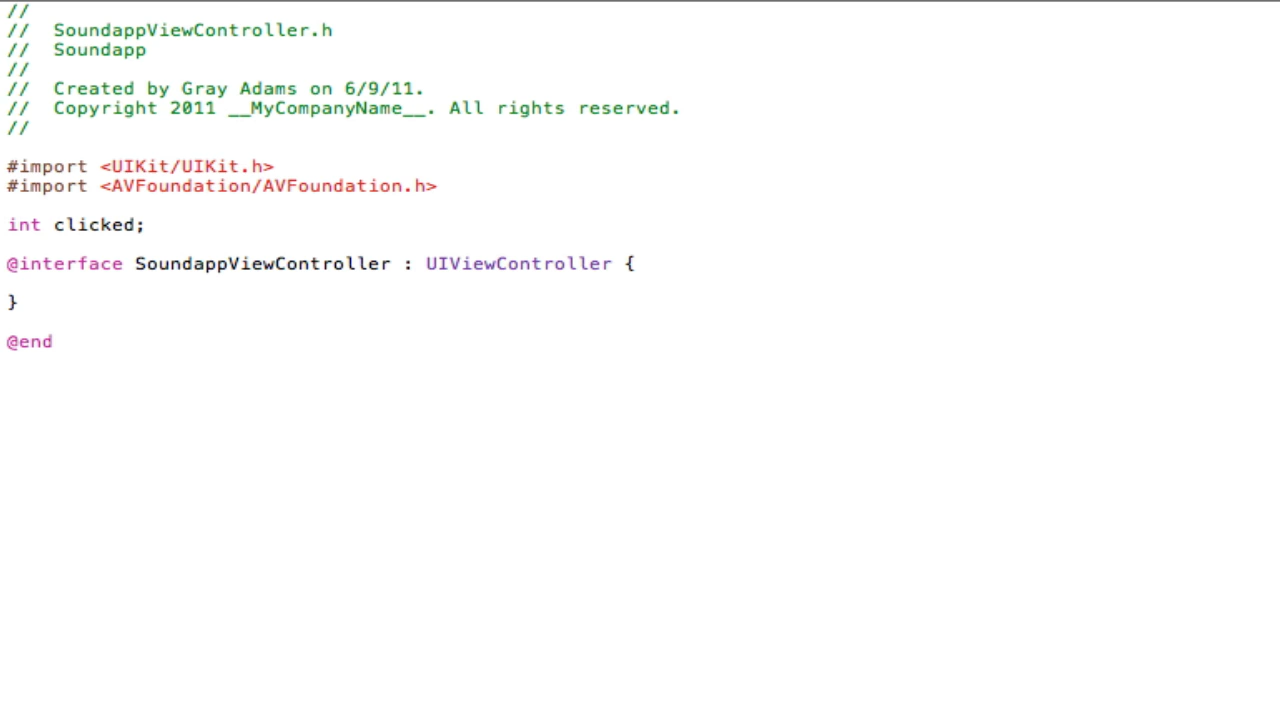 //
//  SoundappViewController.h
//  Soundapp
//
//  Created by Gray Adams on 6/9/11.
//  Copyright 2011 __MyCompanyName__. All rights reserved.
//
#import <UIKit/UIKit.h>
#import <AVFoundation/AVFoundation.h>
int clicked;
@interface SoundappViewController : UIViewController {
}
@end